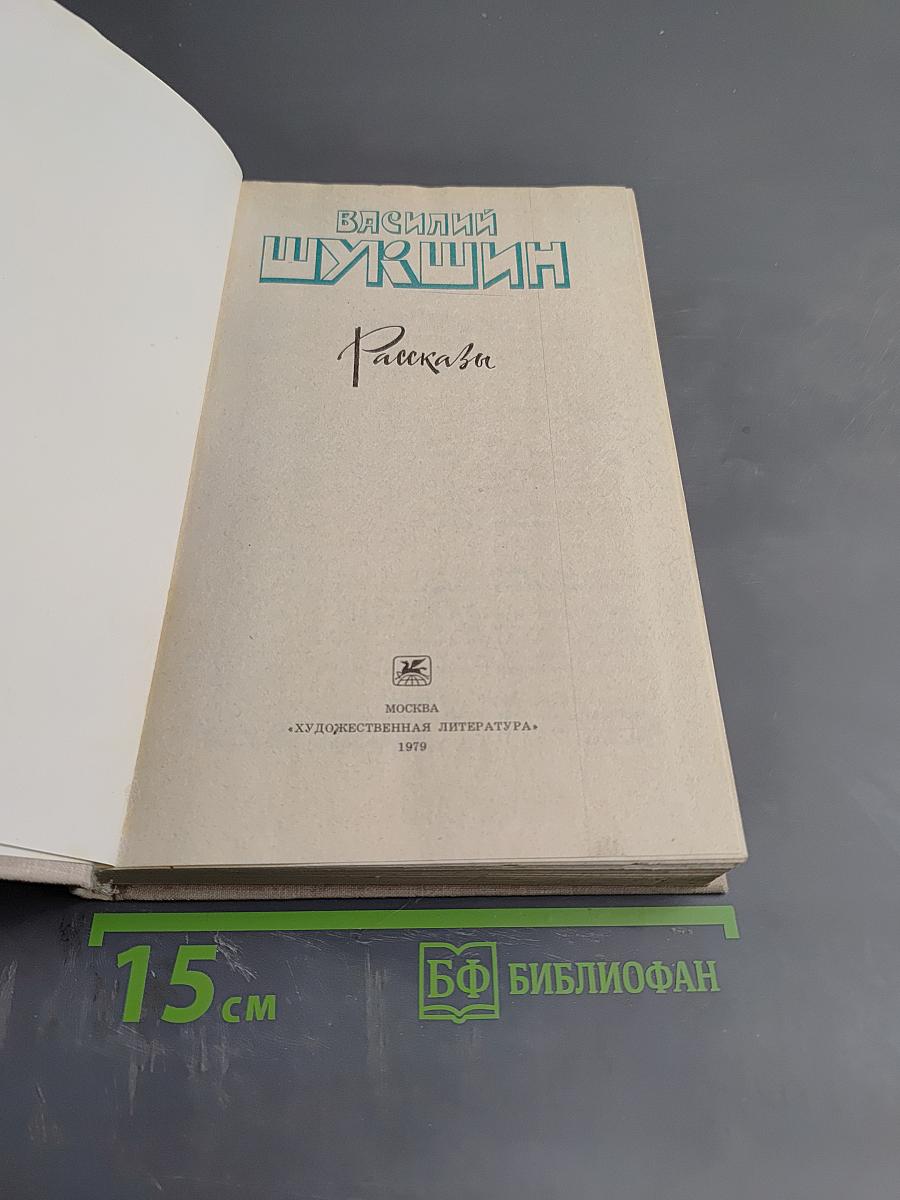 ВАСИЛИЙ
ШУКШИН
Рассказы
МОСКВА
«ХУДОЖЕСТВЕННАЯ ЛИТЕРАТУРА»
1979
15 см
БФ БИБЛИОФАН